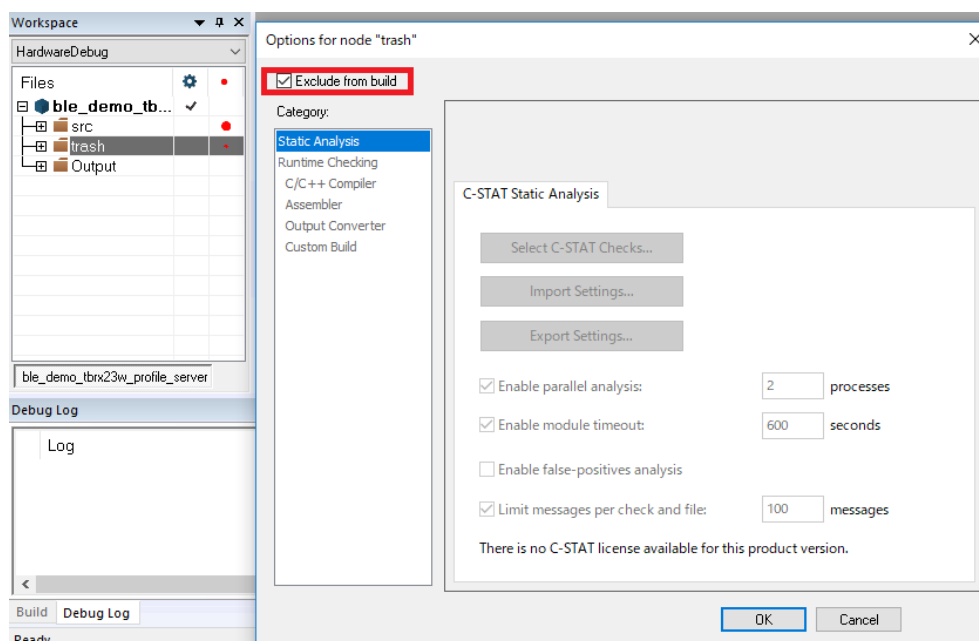 Workspace
HardwareDebug
Files
ble_demo_tb...
src
trash
Output
ble_demo_tbrx23w_profile_server
Debug Log
Log
Build
Debug Log
Ready
Options for node "trash"
Exclude from build
Category:
Static Analysis
Runtime Checking
C/C++ Compiler
Assembler
Output Converter
Custom Build
C-STAT Static Analysis
Select C-STAT Checks...
Import Settings...
Export Settings...
Enable parallel analysis: 2 processes
Enable module timeout: 600 seconds
Enable false-positives analysis
Limit messages per check and file: 100 messages
There is no C-STAT license available for this product version.
OK Cancel